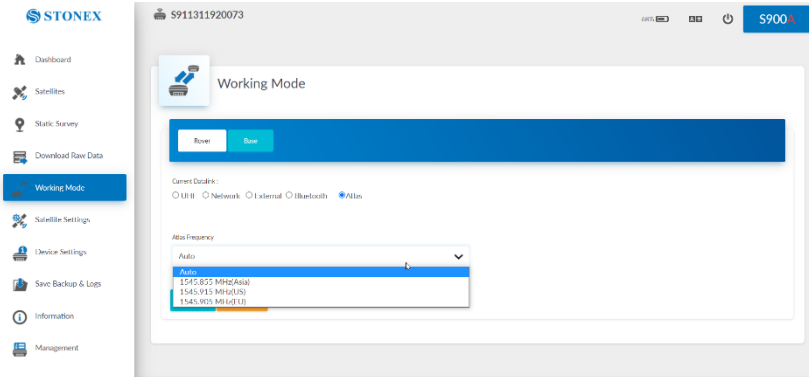 STONEX
S911311920073
S900A
Dashboard
Satellites
Static Survey
Download Raw Data
Working Mode
Satellite Settings
Device Settings
Save Backup & Logs
Information
Management
Working Mode
Rover Base
Current Datalink :
UHF Network External Bluetooth Atlas
Atlas Frequency
Auto
Auto
1545.855 MHz(Asia)
1545.915 MHz(US)
1545.905 MHz(EU)